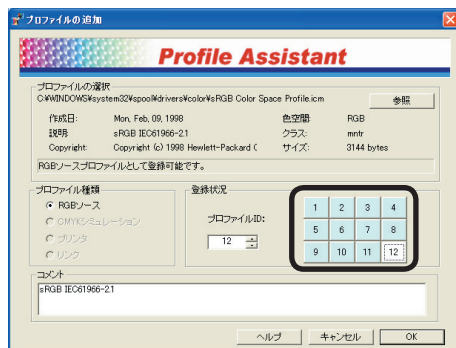 プロファイルの追加
Profile Assistant
プロファイルの選択
C:¥WINDOWS¥system32¥spool¥drivers¥color¥sRGB Color Space Profile.icm
参照
作成日: Mon, Feb, 09, 1998 色空間: RGB
説明: sRGB IEC61966-2.1 クラス: mntr
Copyright: Copyright (c) 1998 Hewlett-Packard ( サイズ: 3144 bytes
RGBソースプロファイルとして登録可能です。
プロファイル種類
RGBソース
CMYKシミュレーション
プリンタ
リンク
登録状況
プロファイルID:
12
1 2 3 4
5 6 7 8
9 10 11 12
コメント
sRGB IEC61966-2.1
ヘルプ キャンセル OK